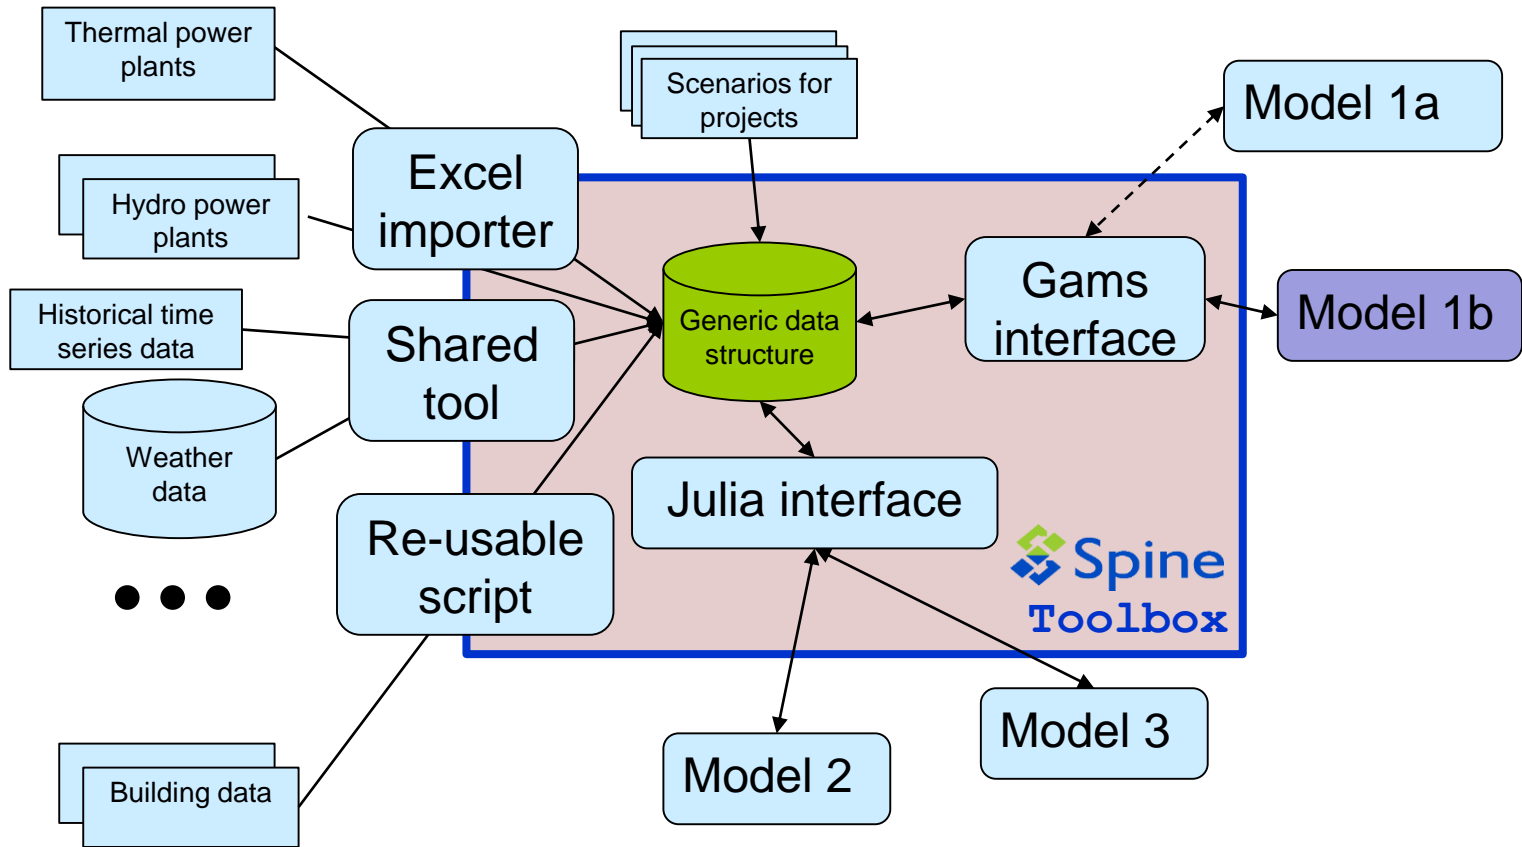 Thermal power
plants
Scenarios for
projects
Model 1a
Excel
importer
Hydro power
plants
Gams
interface
Historical time
series data
Shared
tool
Generic data
structure
Model 1b
Weather
data
Julia interface
Re-usable
script
Spine
Toolbox
Building data
Model 2
Model 3